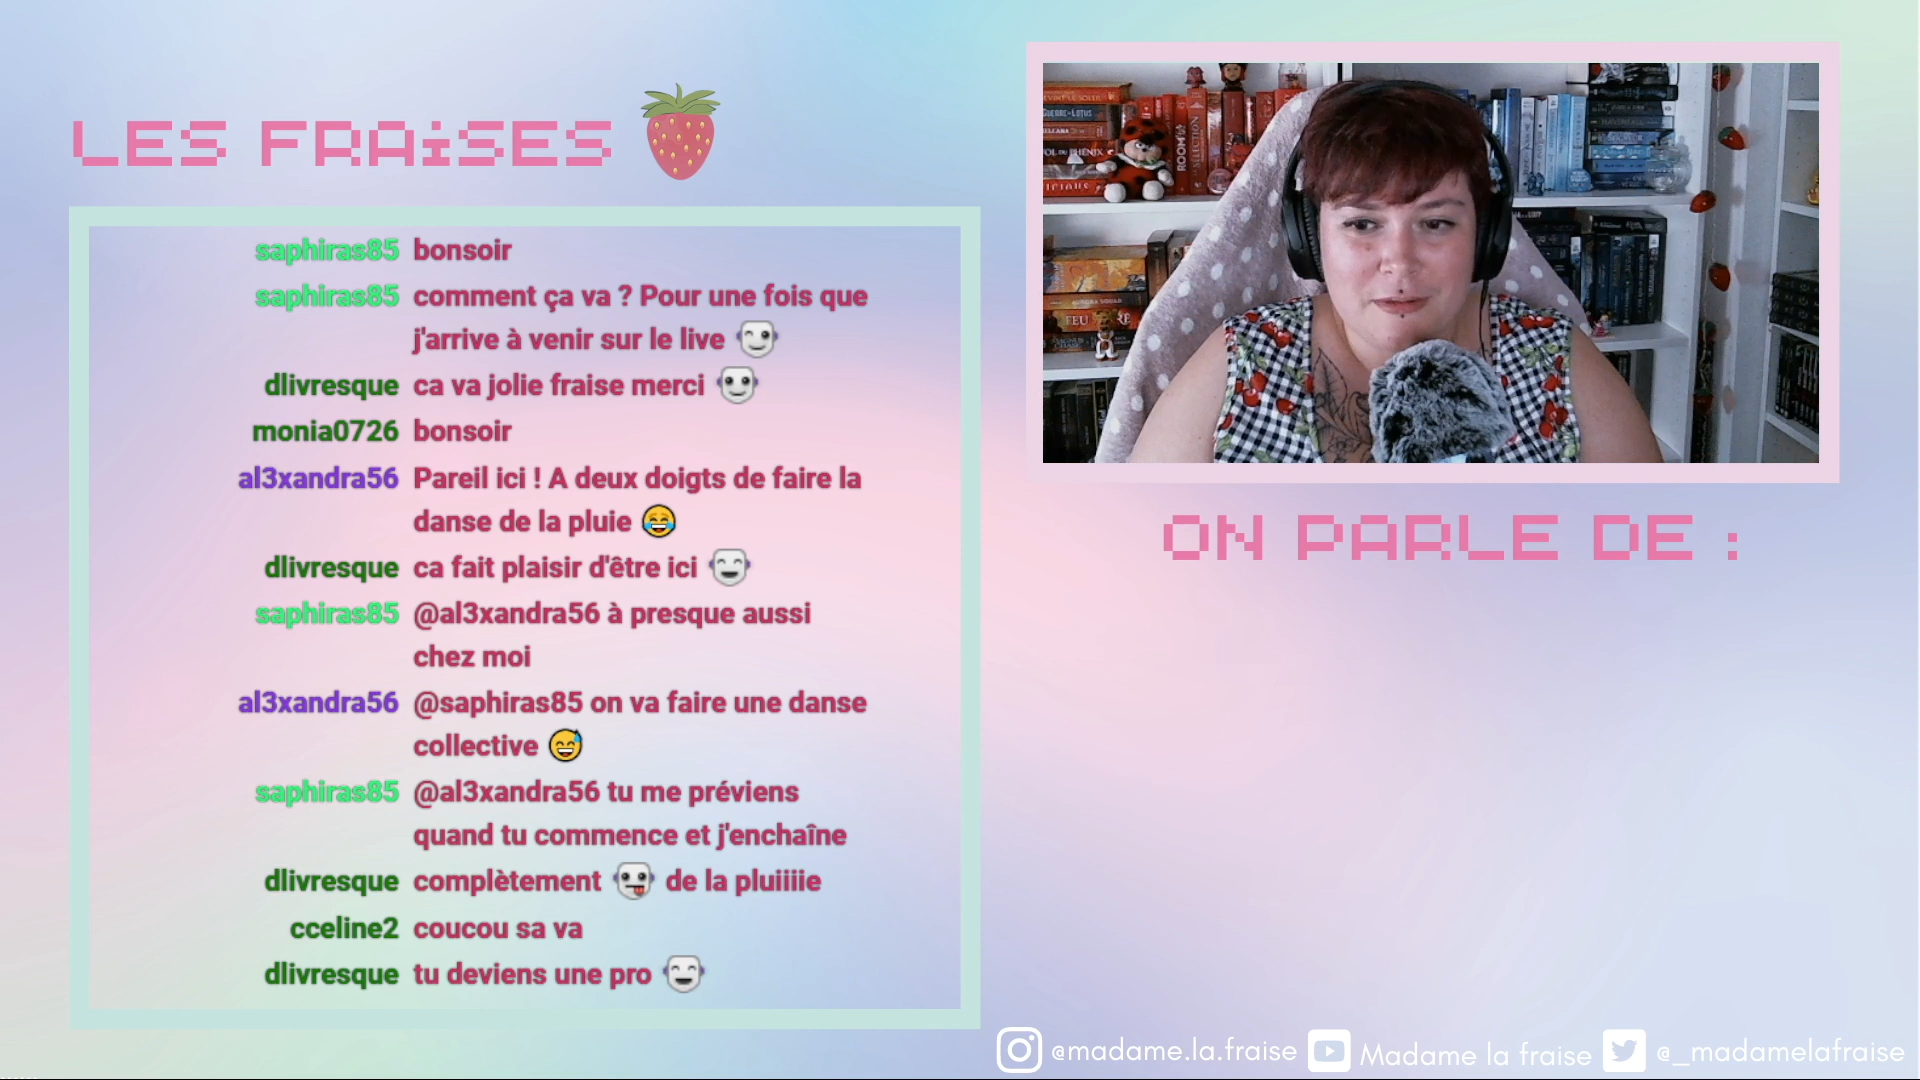 LES FRAISES
saphiras85 bonsoir
saphiras85 comment ça va ? Pour une fois que
j'arrive à venir sur le live
dlivresque ca va jolie fraise merci
monia0726 bonsoir
al3xandra56 Pareil ici ! A deux doigts de faire la
danse de la pluie 😂
dlivresque ca fait plaisir d'être ici
saphiras85 @al3xandra56 à presque aussi
chez moi
al3xandra56 @saphiras85 on va faire une danse
collective 😅
saphiras85 @al3xandra56 tu me préviens
quand tu commence et j'enchaîne
dlivresque complètement de la pluiiiie
cceline2 coucou sa va
dlivresque tu deviens une pro
ROOM
SELECTION
FEU
ON PARLE DE :
@madame.la.fraise Madame la fraise @_madamelafraise